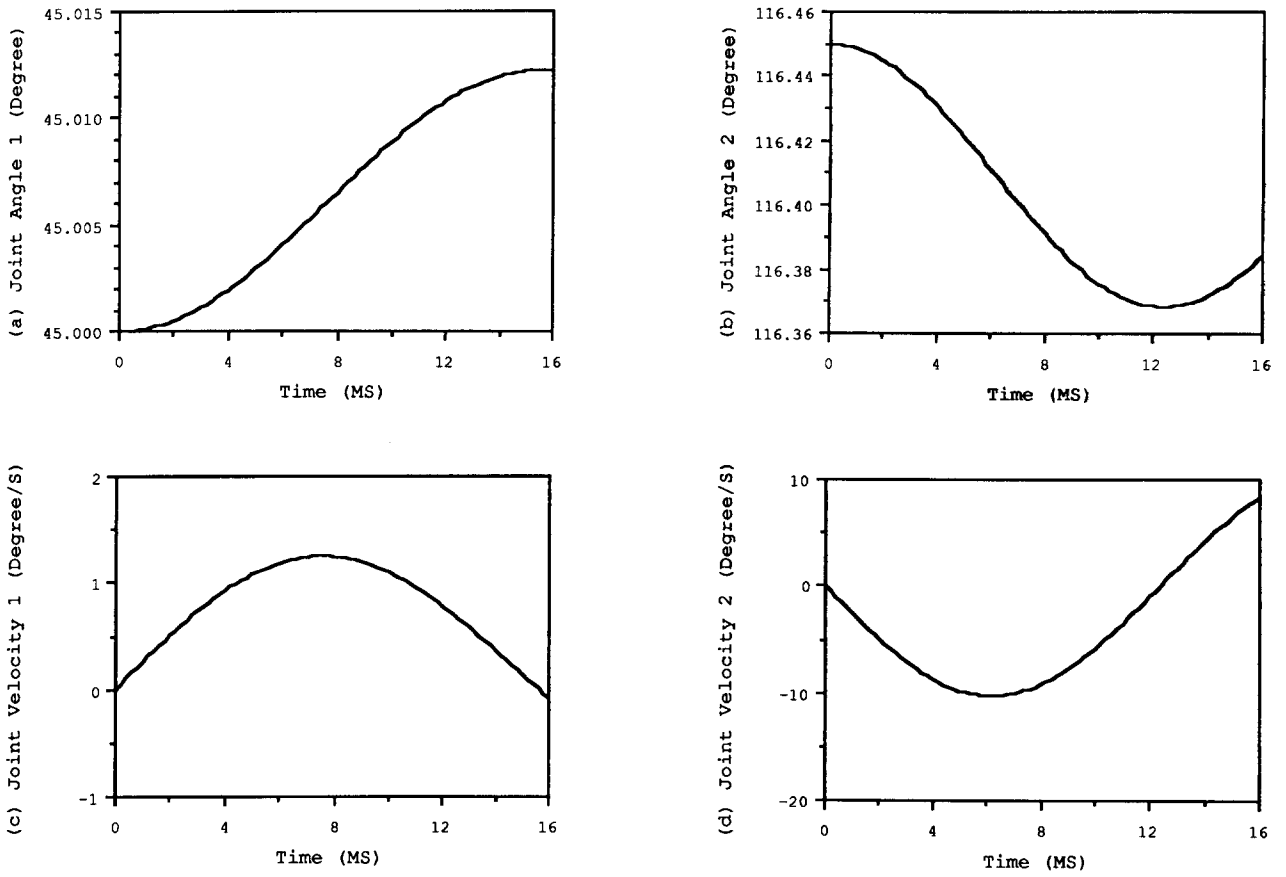 (a) Joint Angle 1 (Degree)
45.015
45.010
45.005
45.000
0 4 8 12 16
Time (MS)
(b) Joint Angle 2 (Degree)
116.46
116.44
116.42
116.40
116.38
116.36
0 4 8 12 16
Time (MS)
(c) Joint Velocity 1 (Degree/S)
2
1
0
-1
0 4 8 12 16
Time (MS)
(d) Joint Velocity 2 (Degree/S)
10
0
-10
-20
0 4 8 12 16
Time (MS)